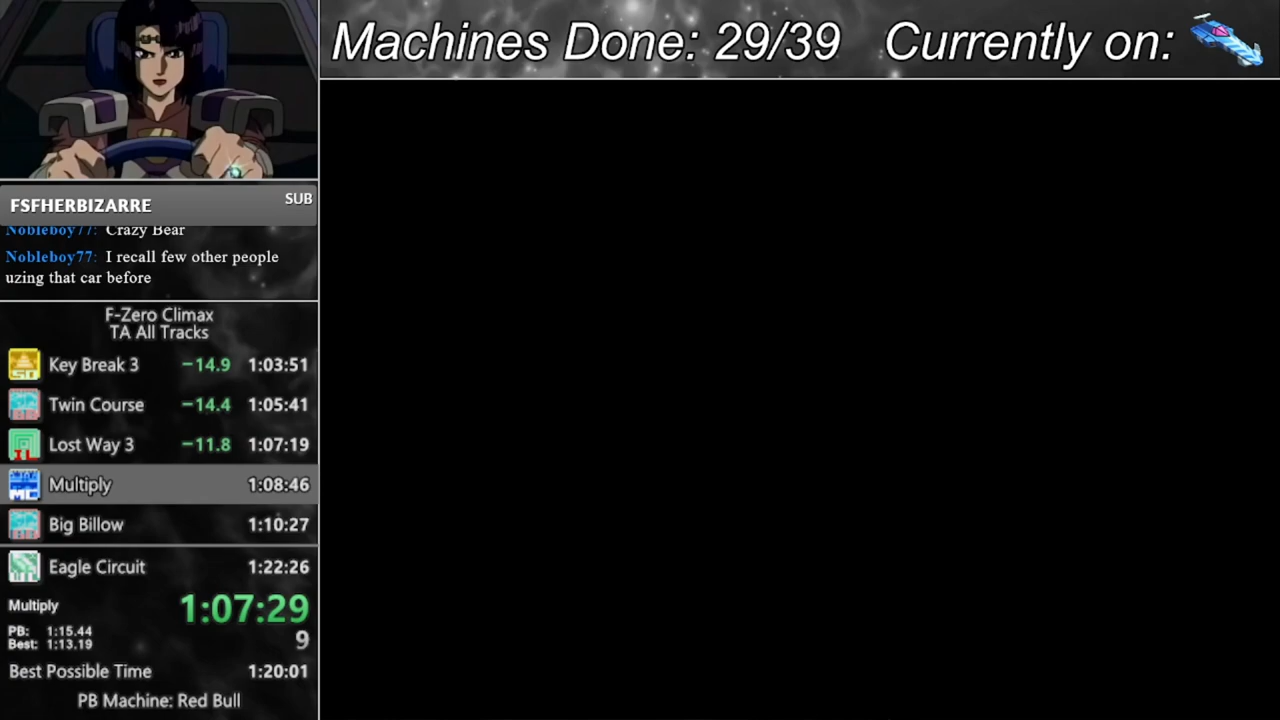 Machines Done: 29/39 Currently on:
FSFHERBIZARRE SUB
Nobleboy77: Crazy Bear
Nobleboy77: I recall few other people
uzing that car before
F-Zero Climax
TA All Tracks
Key Break 3 −14.9 1:03:51
Twin Course −14.4 1:05:41
Lost Way 3 −11.8 1:07:19
Multiply 1:08:46
Big Billow 1:10:27
Eagle Circuit 1:22:26
Multiply 1:07:29
PB: 1:15.44
Best: 1:13.19 9
Best Possible Time 1:20:01
PB Machine: Red Bull